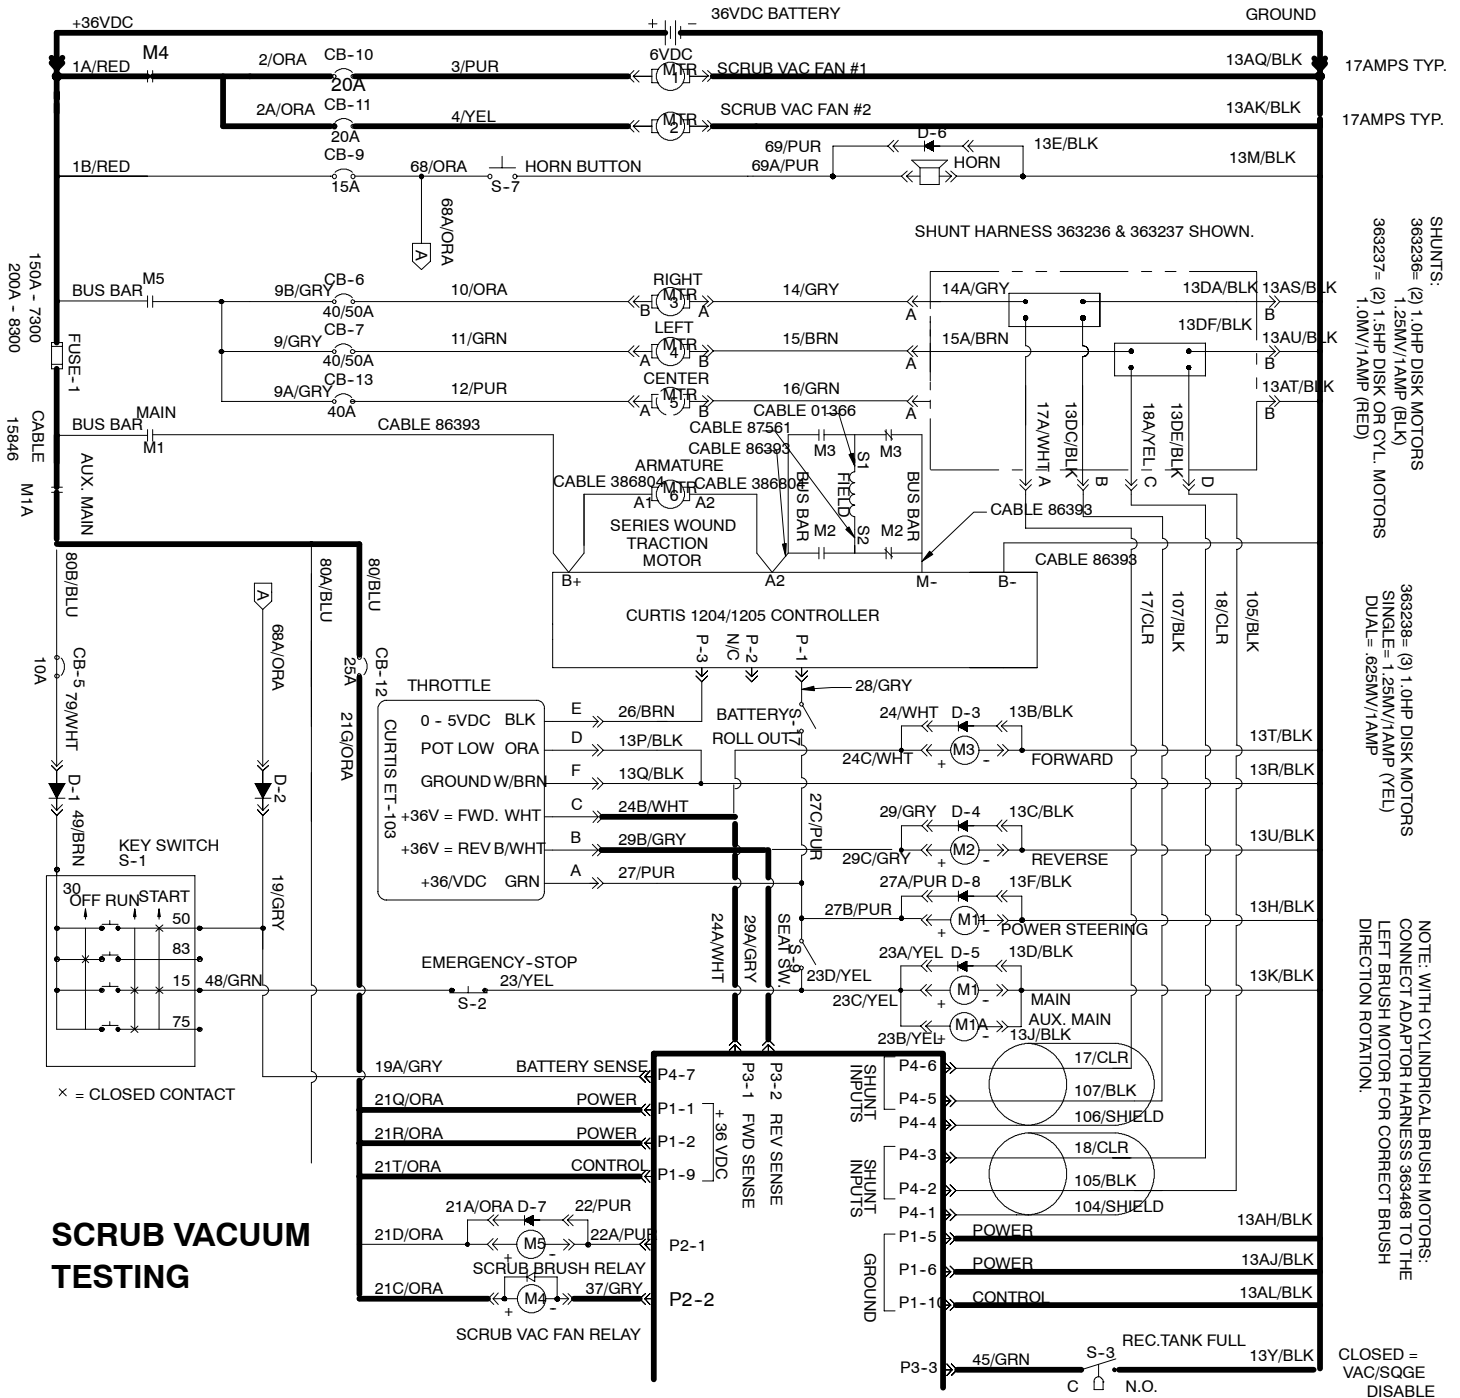 +36VDC
36VDC BATTERY
GROUND
+ -
1A/RED
M4
2/ORA
CB-10
20A
3/PUR
6VDC
MTR
1
SCRUB VAC FAN #1
13AQ/BLK
17AMPS TYP.
2A/ORA
CB-11
20A
4/YEL
MTR
2
SCRUB VAC FAN #2
13AK/BLK
17AMPS TYP.
1B/RED
CB-9
15A
68/ORA
S-7
HORN BUTTON
69/PUR
69A/PUR
D-6
HORN
13E/BLK
13M/BLK
68A/ORA
A
SHUNT HARNESS 363236 & 363237 SHOWN.
150A - 7300
200A - 8300
FUSE-1
BUS BAR
M5
9B/GRY
CB-6
40/50A
10/ORA
RIGHT
B
MTR
3
A
14/GRY
A
14A/GRY
13DA/BLK
13AS/BLK
B
9/GRY
CB-7
40/50A
11/GRN
LEFT
A
MTR
4
B
15/BRN
A
15A/BRN
13DF/BLK
13AU/BLK
B
9A/GRY
CB-13
40A
12/PUR
CENTER
A
MTR
5
B
16/GRN
A
13AT/BLK
B
SHUNTS:
363236= (2) 1.0HP DISK MOTORS
1.25MV/1AMP (BLK)
363237= (2) 1.5HP DISK OR CYL. MOTORS
1.0MV/1AMP (RED)
CABLE
15846
M1A
AUX. MAIN
BUS BAR
MAIN
M1
CABLE 86393
CABLE 01366
CABLE 87561
CABLE 86393
M3
M3
S1
FIELD
S2
BUS BAR
BUS BAR
M2
M2
ARMATURE
CABLE 386804
A1
MTR
6
A2
CABLE 386804
SERIES WOUND
TRACTION
MOTOR
CABLE 86393
CABLE 86393
17A/WHT
A
13DC/BLK
B
18A/YEL
C
13DE/BLK
D
B+
A2
M-
B-
CURTIS 1204/1205 CONTROLLER
P-3
P-2
N/C
P-1
17/CLR
107/BLK
18/CLR
105/BLK
363238= (3) 1.0HP DISK MOTORS
SINGLE= 1.25MV/1AMP (YEL)
DUAL= .625MV/1AMP
80B/BLU
80A/BLU
80/BLU
A
68A/ORA
CB-5
10A
79/WHT
CB-12
25A
21G/ORA
D-1
D-2
49/BRN
19/GRY
THROTTLE
CURTIS ET-103
0 - 5VDC BLK
E
26/BRN
POT LOW ORA
D
13P/BLK
GROUND W/BRN
F
13Q/BLK
+36V = FWD. WHT
C
24B/WHT
+36V = REV B/WHT
B
29B/GRY
+36/VDC GRN
A
27/PUR
28/GRY
BATTERY
ROLL OUT
S-17
27C/PUR
24/WHT
D-3
13B/BLK
24C/WHT
+
M3
-
FORWARD
13T/BLK
13R/BLK
29/GRY
D-4
13C/BLK
29C/GRY
+
M2
-
REVERSE
13U/BLK
27A/PUR
D-8
13F/BLK
27B/PUR
+
M11
-
POWER STEERING
13H/BLK
24A/WHT
29A/GRY
SEAT SW.
S-9
23D/YEL
23A/YEL
D-5
13D/BLK
23C/YEL
+
M1
-
MAIN
13K/BLK
23B/YEL
+
M1A
-
AUX. MAIN
13J/BLK
KEY SWITCH
S-1
30
OFF RUN START
50
83
15
75
48/GRN
EMERGENCY-STOP
S-2
23/YEL
× = CLOSED CONTACT
NOTE: WITH CYLINDRICAL BRUSH MOTORS:
CONNECT ADAPTOR HARNESS 363468 TO THE
LEFT BRUSH MOTOR FOR CORRECT BRUSH
DIRECTION ROTATION.
19A/GRY
BATTERY SENSE
P4-7
21Q/ORA
POWER
P1-1
21R/ORA
POWER
P1-2
21T/ORA
CONTROL
P1-9
+ 36 VDC
P3-1 FWD SENSE
P3-2 REV SENSE
SHUNT
INPUTS
P4-6
17/CLR
P4-5
107/BLK
P4-4
106/SHIELD
SHUNT
INPUTS
P4-3
18/CLR
P4-2
105/BLK
P4-1
104/SHIELD
GROUND
P1-5
POWER
13AH/BLK
P1-6
POWER
13AJ/BLK
P1-10
CONTROL
13AL/BLK
21A/ORA
D-7
22/PUR
21D/ORA
+
M5
-
22A/PUR
P2-1
SCRUB BRUSH RELAY
21C/ORA
+
M4
-
37/GRY
P2-2
SCRUB VAC FAN RELAY
SCRUB VACUUM
TESTING
P3-3
45/GRN
S-3
C
N.O.
REC.TANK FULL
13Y/BLK
CLOSED =
VAC/SQGE
DISABLE